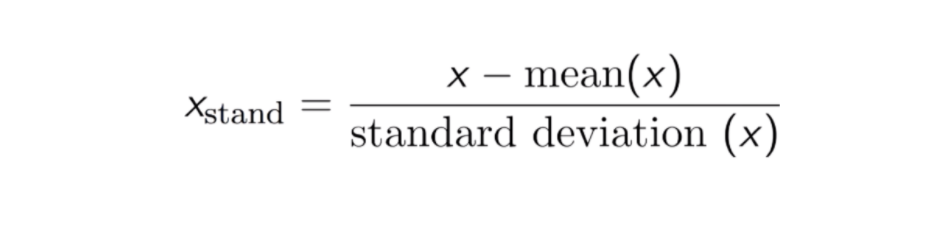 x_stand = (x − mean(x)) / (standard deviation (x))